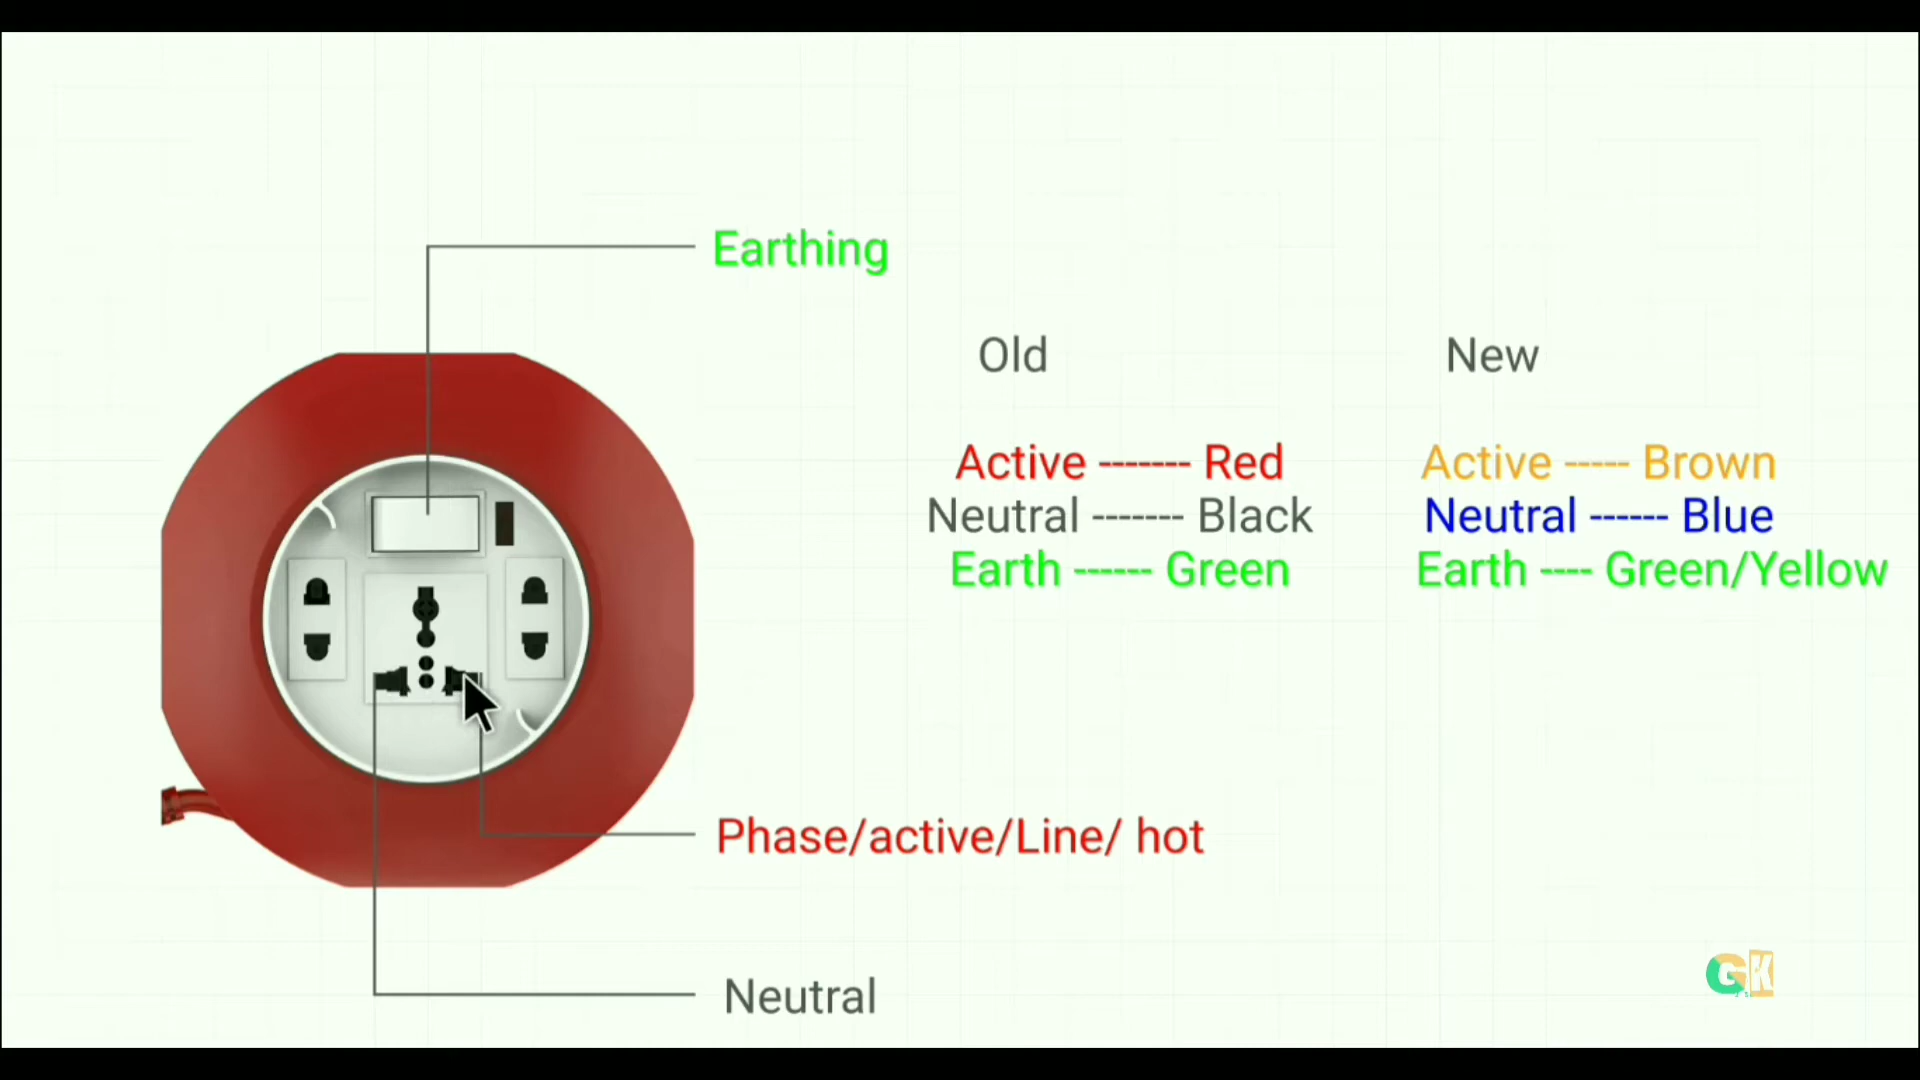 Earthing
Old
New
Active ------- Red
Neutral ------- Black
Earth ------ Green
Active ----- Brown
Neutral ------ Blue
Earth ---- Green/Yellow
Phase/active/Line/ hot
Neutral
GK